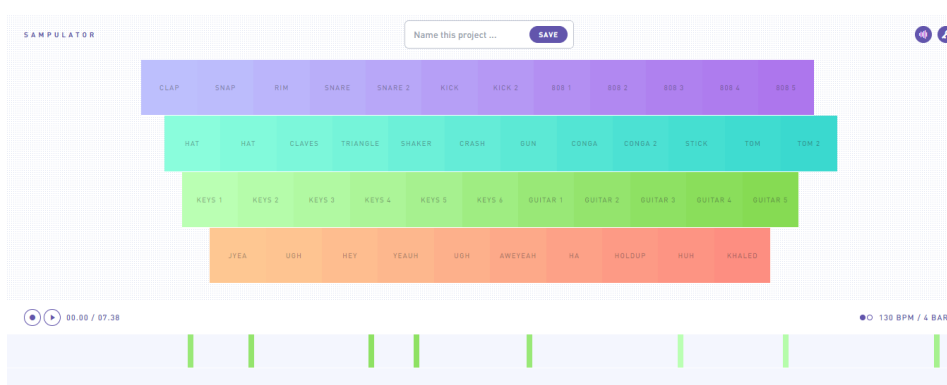 SAMPULATOR
Name this project ... SAVE
CLAP SNAP RIM SNARE SNARE 2 KICK KICK 2 808 1 808 2 808 3 808 4 808 5
HAT HAT CLAVES TRIANGLE SHAKER CRASH GUN CONGA CONGA 2 STICK TOM TOM 2
KEYS 1 KEYS 2 KEYS 3 KEYS 4 KEYS 5 KEYS 6 GUITAR 1 GUITAR 2 GUITAR 3 GUITAR 4 GUITAR 5
JYEA UGH HEY YEAUH UGH AWEYEAH HA HOLDUP HUH KHALED
00.00 / 07.38 130 BPM / 4 BAR